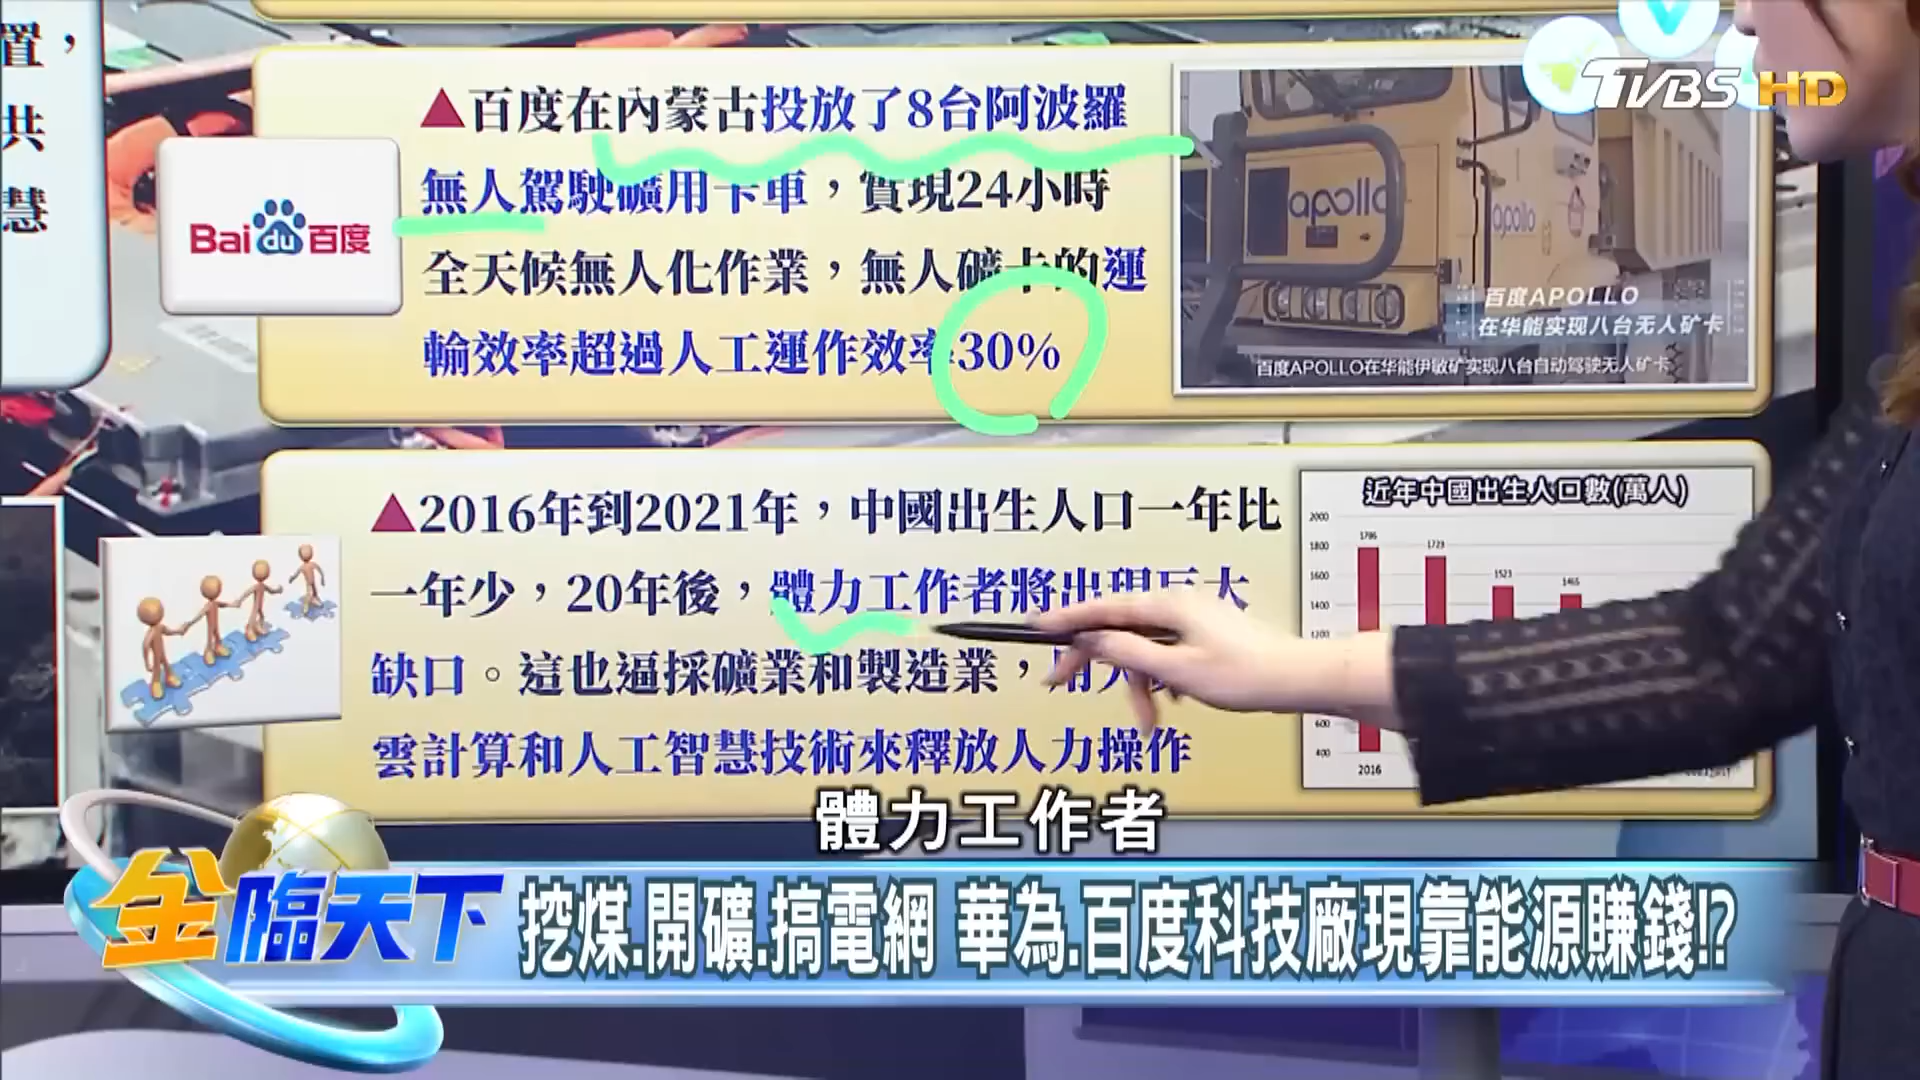 置，
共
慧
TVBS HD
▲百度在內蒙古投放了8台阿波羅
無人駕駛礦用卡車，實現24小時
全天候無人化作業，無人礦卡的運
輸效率超過人工運作效率30%
Bai du 百度
apollo
apollo
百度APOLLO
在华能实现八台无人矿卡
百度APOLLO在华能伊敏矿实现八台自动驾驶无人矿卡
▲2016年到2021年，中國出生人口一年比
一年少，20年後，體力工作者將出現巨大
缺口。這也逼採礦業和製造業，用
雲計算和人工智慧技術來釋放人力操作
近年中國出生人口數(萬人)
2000
1800
1600
1400
1200
600
400
1786
1723
1523
1465
2016
體力工作者
金臨天下
挖煤.開礦.搞電網 華為.百度科技廠現靠能源賺錢!?